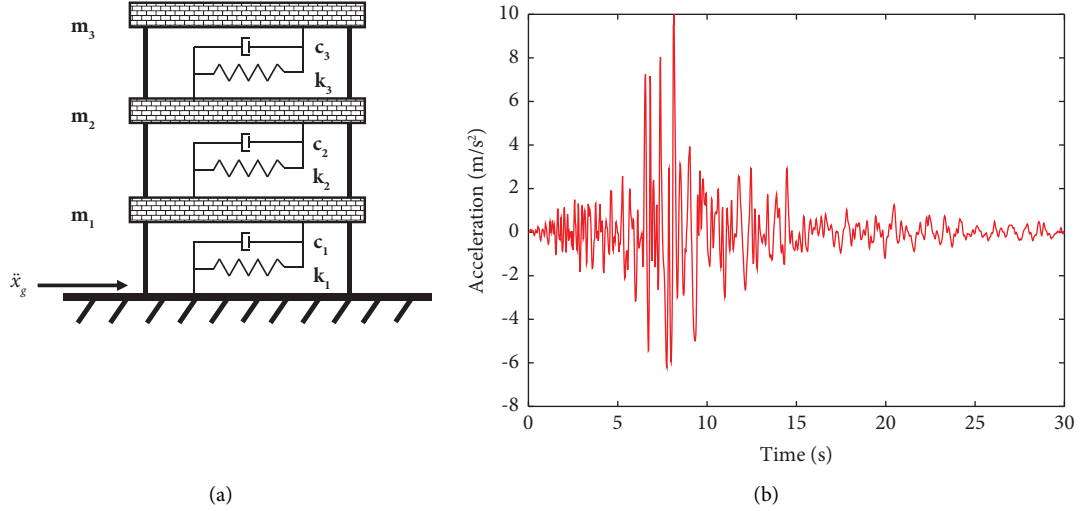 m₃
c₃
k₃
m₂
c₂
k₂
m₁
c₁
k₁
ẍ_g
(a)
10
8
6
4
2
0
-2
-4
-6
-8
Acceleration (m/s²)
0 5 10 15 20 25 30
Time (s)
(b)